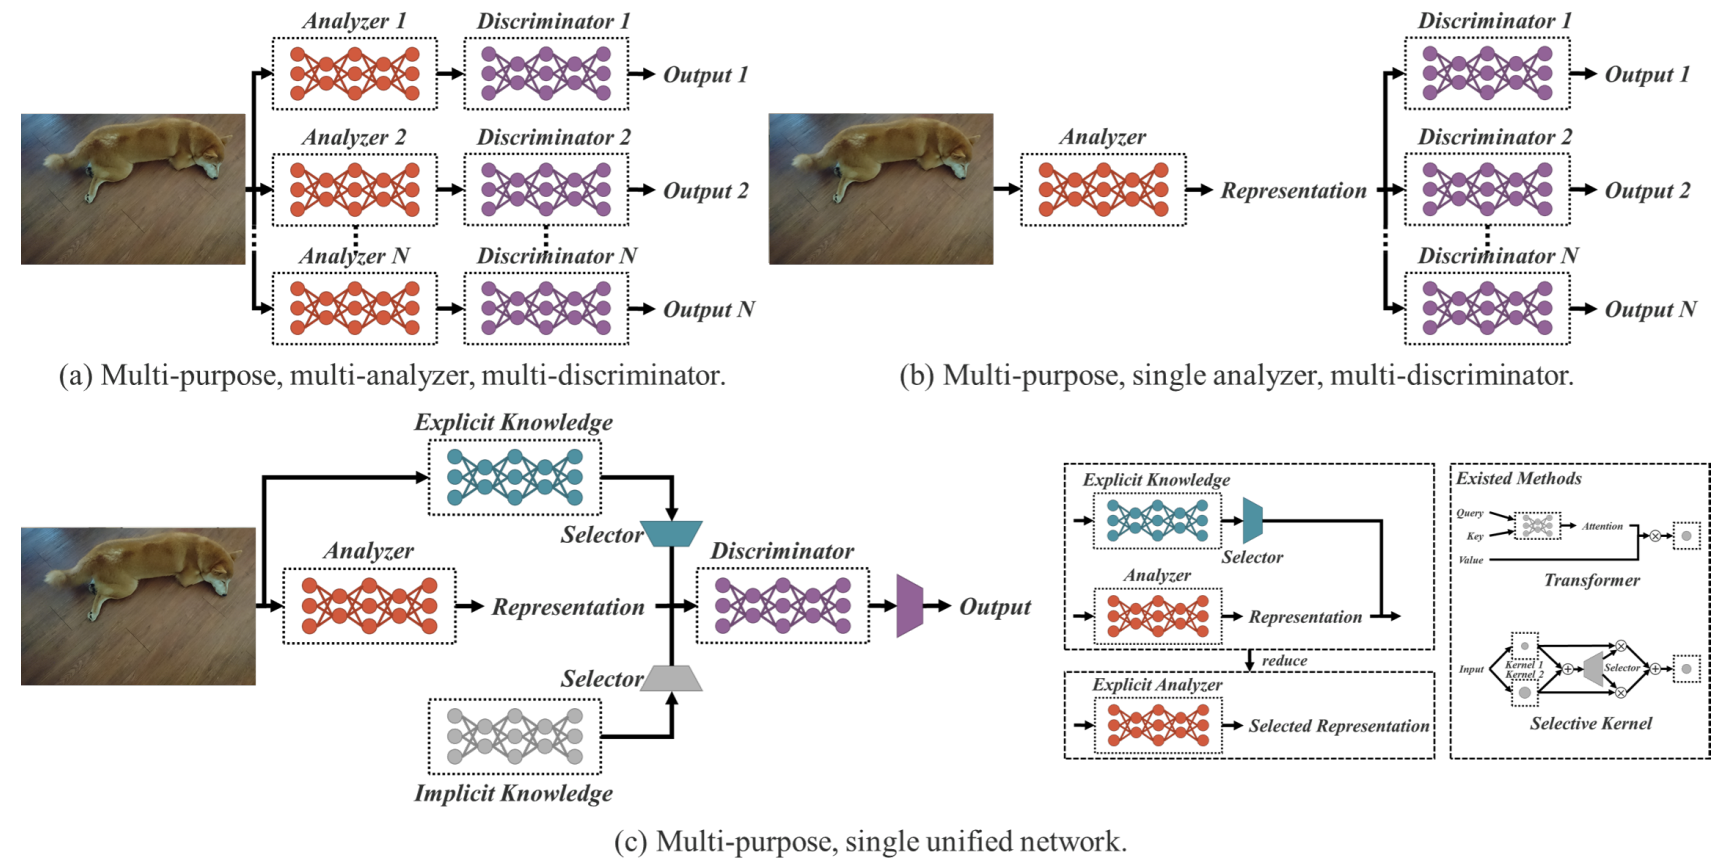 Analyzer 1
Discriminator 1
Output 1
Analyzer 2
Discriminator 2
Output 2
Analyzer N
Discriminator N
Output N
(a) Multi-purpose, multi-analyzer, multi-discriminator.
Analyzer
Representation
Discriminator 1
Output 1
Discriminator 2
Output 2
Discriminator N
Output N
(b) Multi-purpose, single analyzer, multi-discriminator.
Explicit Knowledge
Selector
Analyzer
Representation
Discriminator
Output
Selector
Implicit Knowledge
Explicit Knowledge
Selector
Analyzer
Representation
reduce
Explicit Analyzer
Selected Representation
Existed Methods
Query
Key
Attention
Value
Transformer
Input
Kernel 1
Kernel 2
Selector
Selective Kernel
(c) Multi-purpose, single unified network.